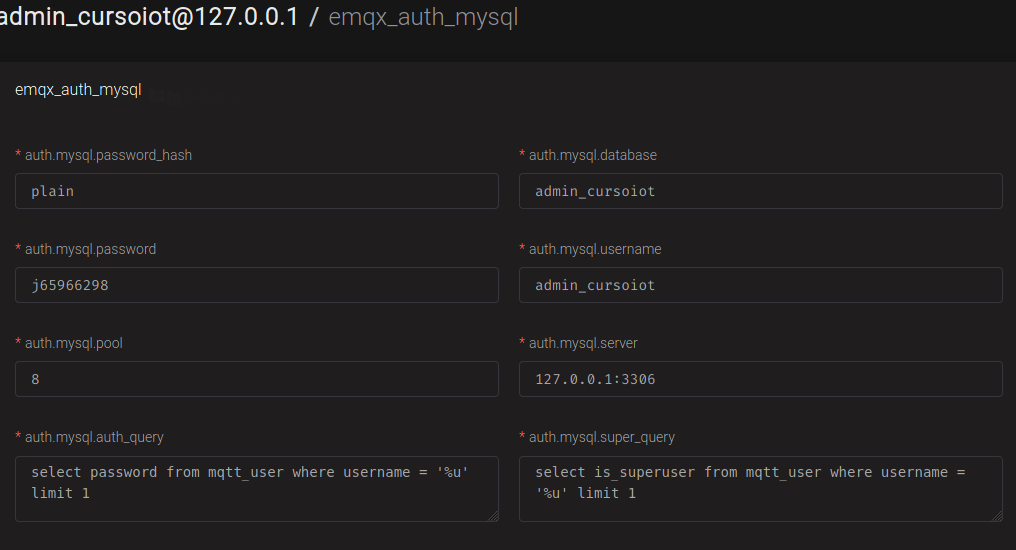 admin_cursoiot@127.0.0.1 / emqx_auth_mysql
emqx_auth_mysql
* auth.mysql.password_hash
plain
* auth.mysql.database
admin_cursoiot
* auth.mysql.password
j65966298
* auth.mysql.username
admin_cursoiot
* auth.mysql.pool
8
* auth.mysql.server
127.0.0.1:3306
* auth.mysql.auth_query
select password from mqtt_user where username = '%u'
limit 1
* auth.mysql.super_query
select is_superuser from mqtt_user where username =
'%u' limit 1